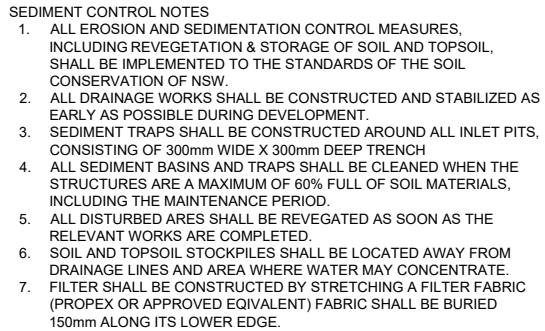 SEDIMENT CONTROL NOTES
1. ALL EROSION AND SEDIMENTATION CONTROL MEASURES,
INCLUDING REVEGETATION & STORAGE OF SOIL AND TOPSOIL,
SHALL BE IMPLEMENTED TO THE STANDARDS OF THE SOIL
CONSERVATION OF NSW.
2. ALL DRAINAGE WORKS SHALL BE CONSTRUCTED AND STABILIZED AS
EARLY AS POSSIBLE DURING DEVELOPMENT.
3. SEDIMENT TRAPS SHALL BE CONSTRUCTED AROUND ALL INLET PITS,
CONSISTING OF 300mm WIDE X 300mm DEEP TRENCH
4. ALL SEDIMENT BASINS AND TRAPS SHALL BE CLEANED WHEN THE
STRUCTURES ARE A MAXIMUM OF 60% FULL OF SOIL MATERIALS,
INCLUDING THE MAINTENANCE PERIOD.
5. ALL DISTURBED ARES SHALL BE REVEGATED AS SOON AS THE
RELEVANT WORKS ARE COMPLETED.
6. SOIL AND TOPSOIL STOCKPILES SHALL BE LOCATED AWAY FROM
DRAINAGE LINES AND AREA WHERE WATER MAY CONCENTRATE.
7. FILTER SHALL BE CONSTRUCTED BY STRETCHING A FILTER FABRIC
(PROPEX OR APPROVED EQIVALENT) FABRIC SHALL BE BURIED
150mm ALONG ITS LOWER EDGE.